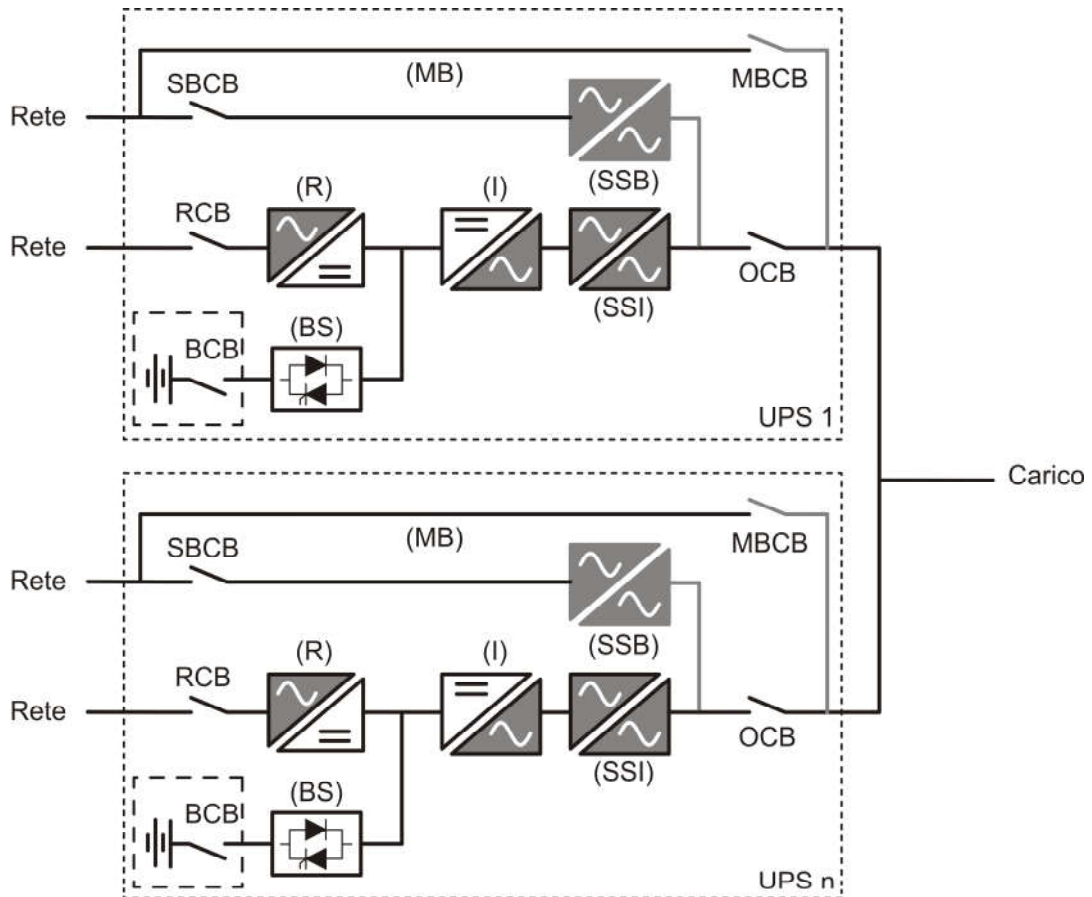 (MB)
MBCB
SBCB
Rete
(SSB)
(R)
(I)
RCB
Rete
OCB
(SSI)
(BS)
BCB
UPS 1
Carico
(MB)
MBCB
SBCB
Rete
(SSB)
(R)
(I)
RCB
Rete
OCB
(SSI)
(BS)
BCB
UPS n